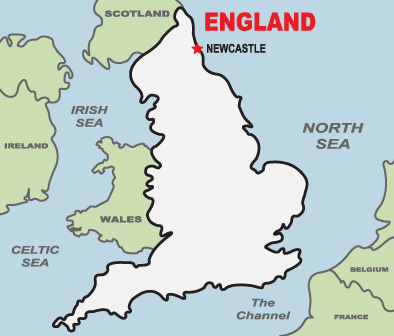 SCOTLAND
ENGLAND
NEWCASTLE
IRISH
SEA
NORTH
SEA
IRELAND
WALES
CELTIC
SEA
BELGIUM
The
Channel
FRANCE